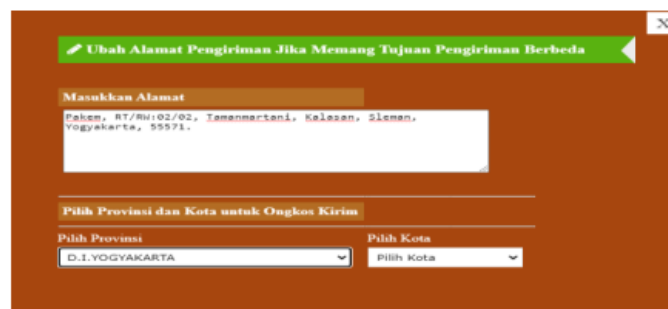 X
Ubah Alamat Pengiriman Jika Memang Tujuan Pengiriman Berbeda
Masukkan Alamat
Pakem, RT/RW:02/02, Tamanmartani, Kalasan, Sleman,
Yogyakarta, 55571.
Pilih Provinsi dan Kota untuk Ongkos Kirim
Pilih Provinsi
Pilih Kota
D.I.YOGYAKARTA
Pilih Kota